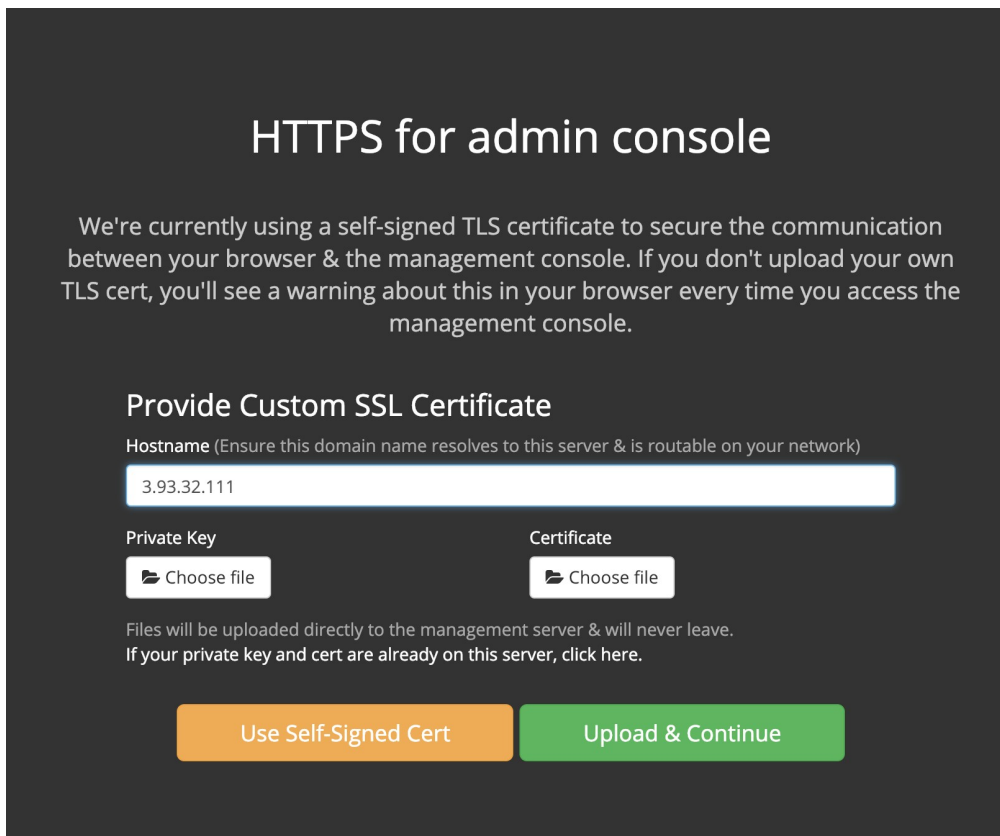 HTTPS for admin console
We're currently using a self-signed TLS certificate to secure the communication
between your browser & the management console. If you don't upload your own
TLS cert, you'll see a warning about this in your browser every time you access the
management console.
Provide Custom SSL Certificate
Hostname (Ensure this domain name resolves to this server & is routable on your network)
3.93.32.111
Private Key Certificate
Choose file Choose file
Files will be uploaded directly to the management server & will never leave.
If your private key and cert are already on this server, click here.
Use Self-Signed Cert Upload & Continue